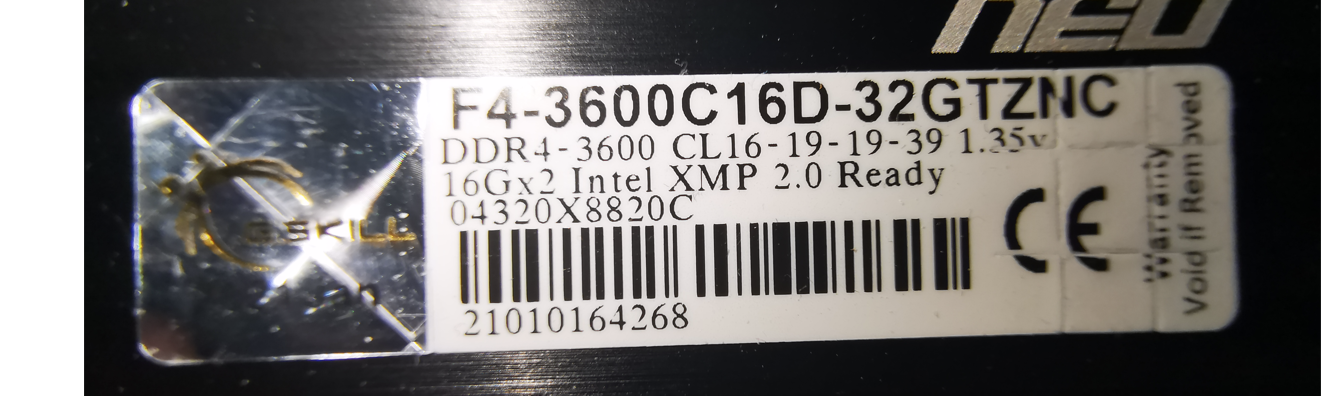 NEO
F4-3600C16D-32GTZNC
DDR4-3600 CL16-19-19-39 1.35v
16Gx2 Intel XMP 2.0 Ready
04320X8820C
21010164268
CE
Warranty
Void if Removed
G.SKILL